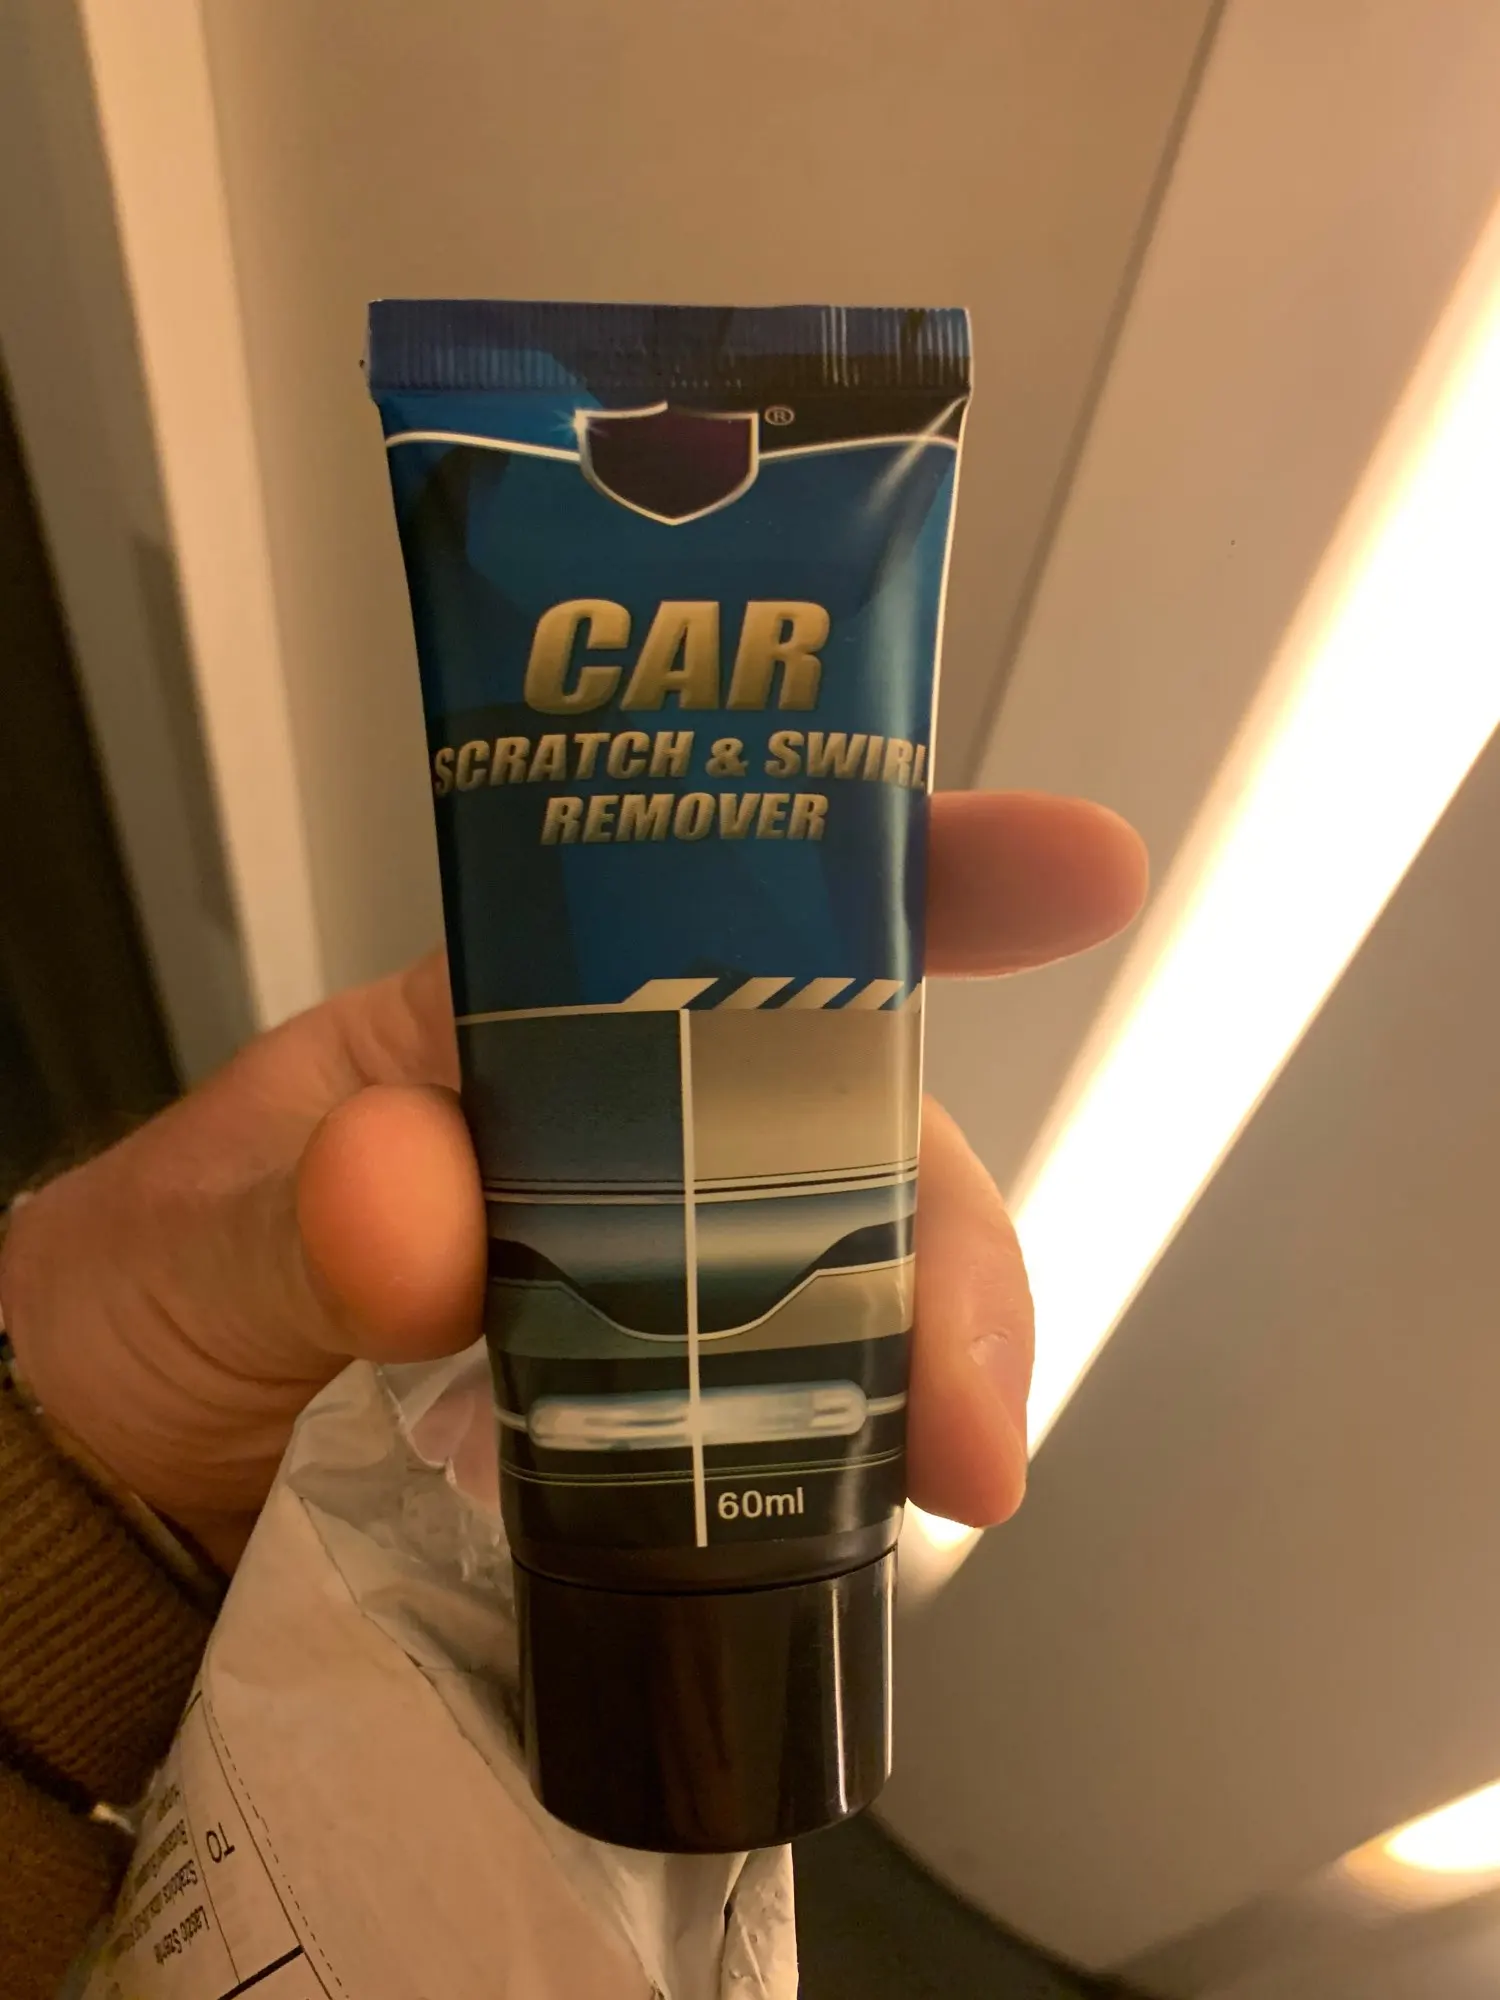 ®
CAR
SCRATCH & SWIRL
REMOVER
60ml
TO